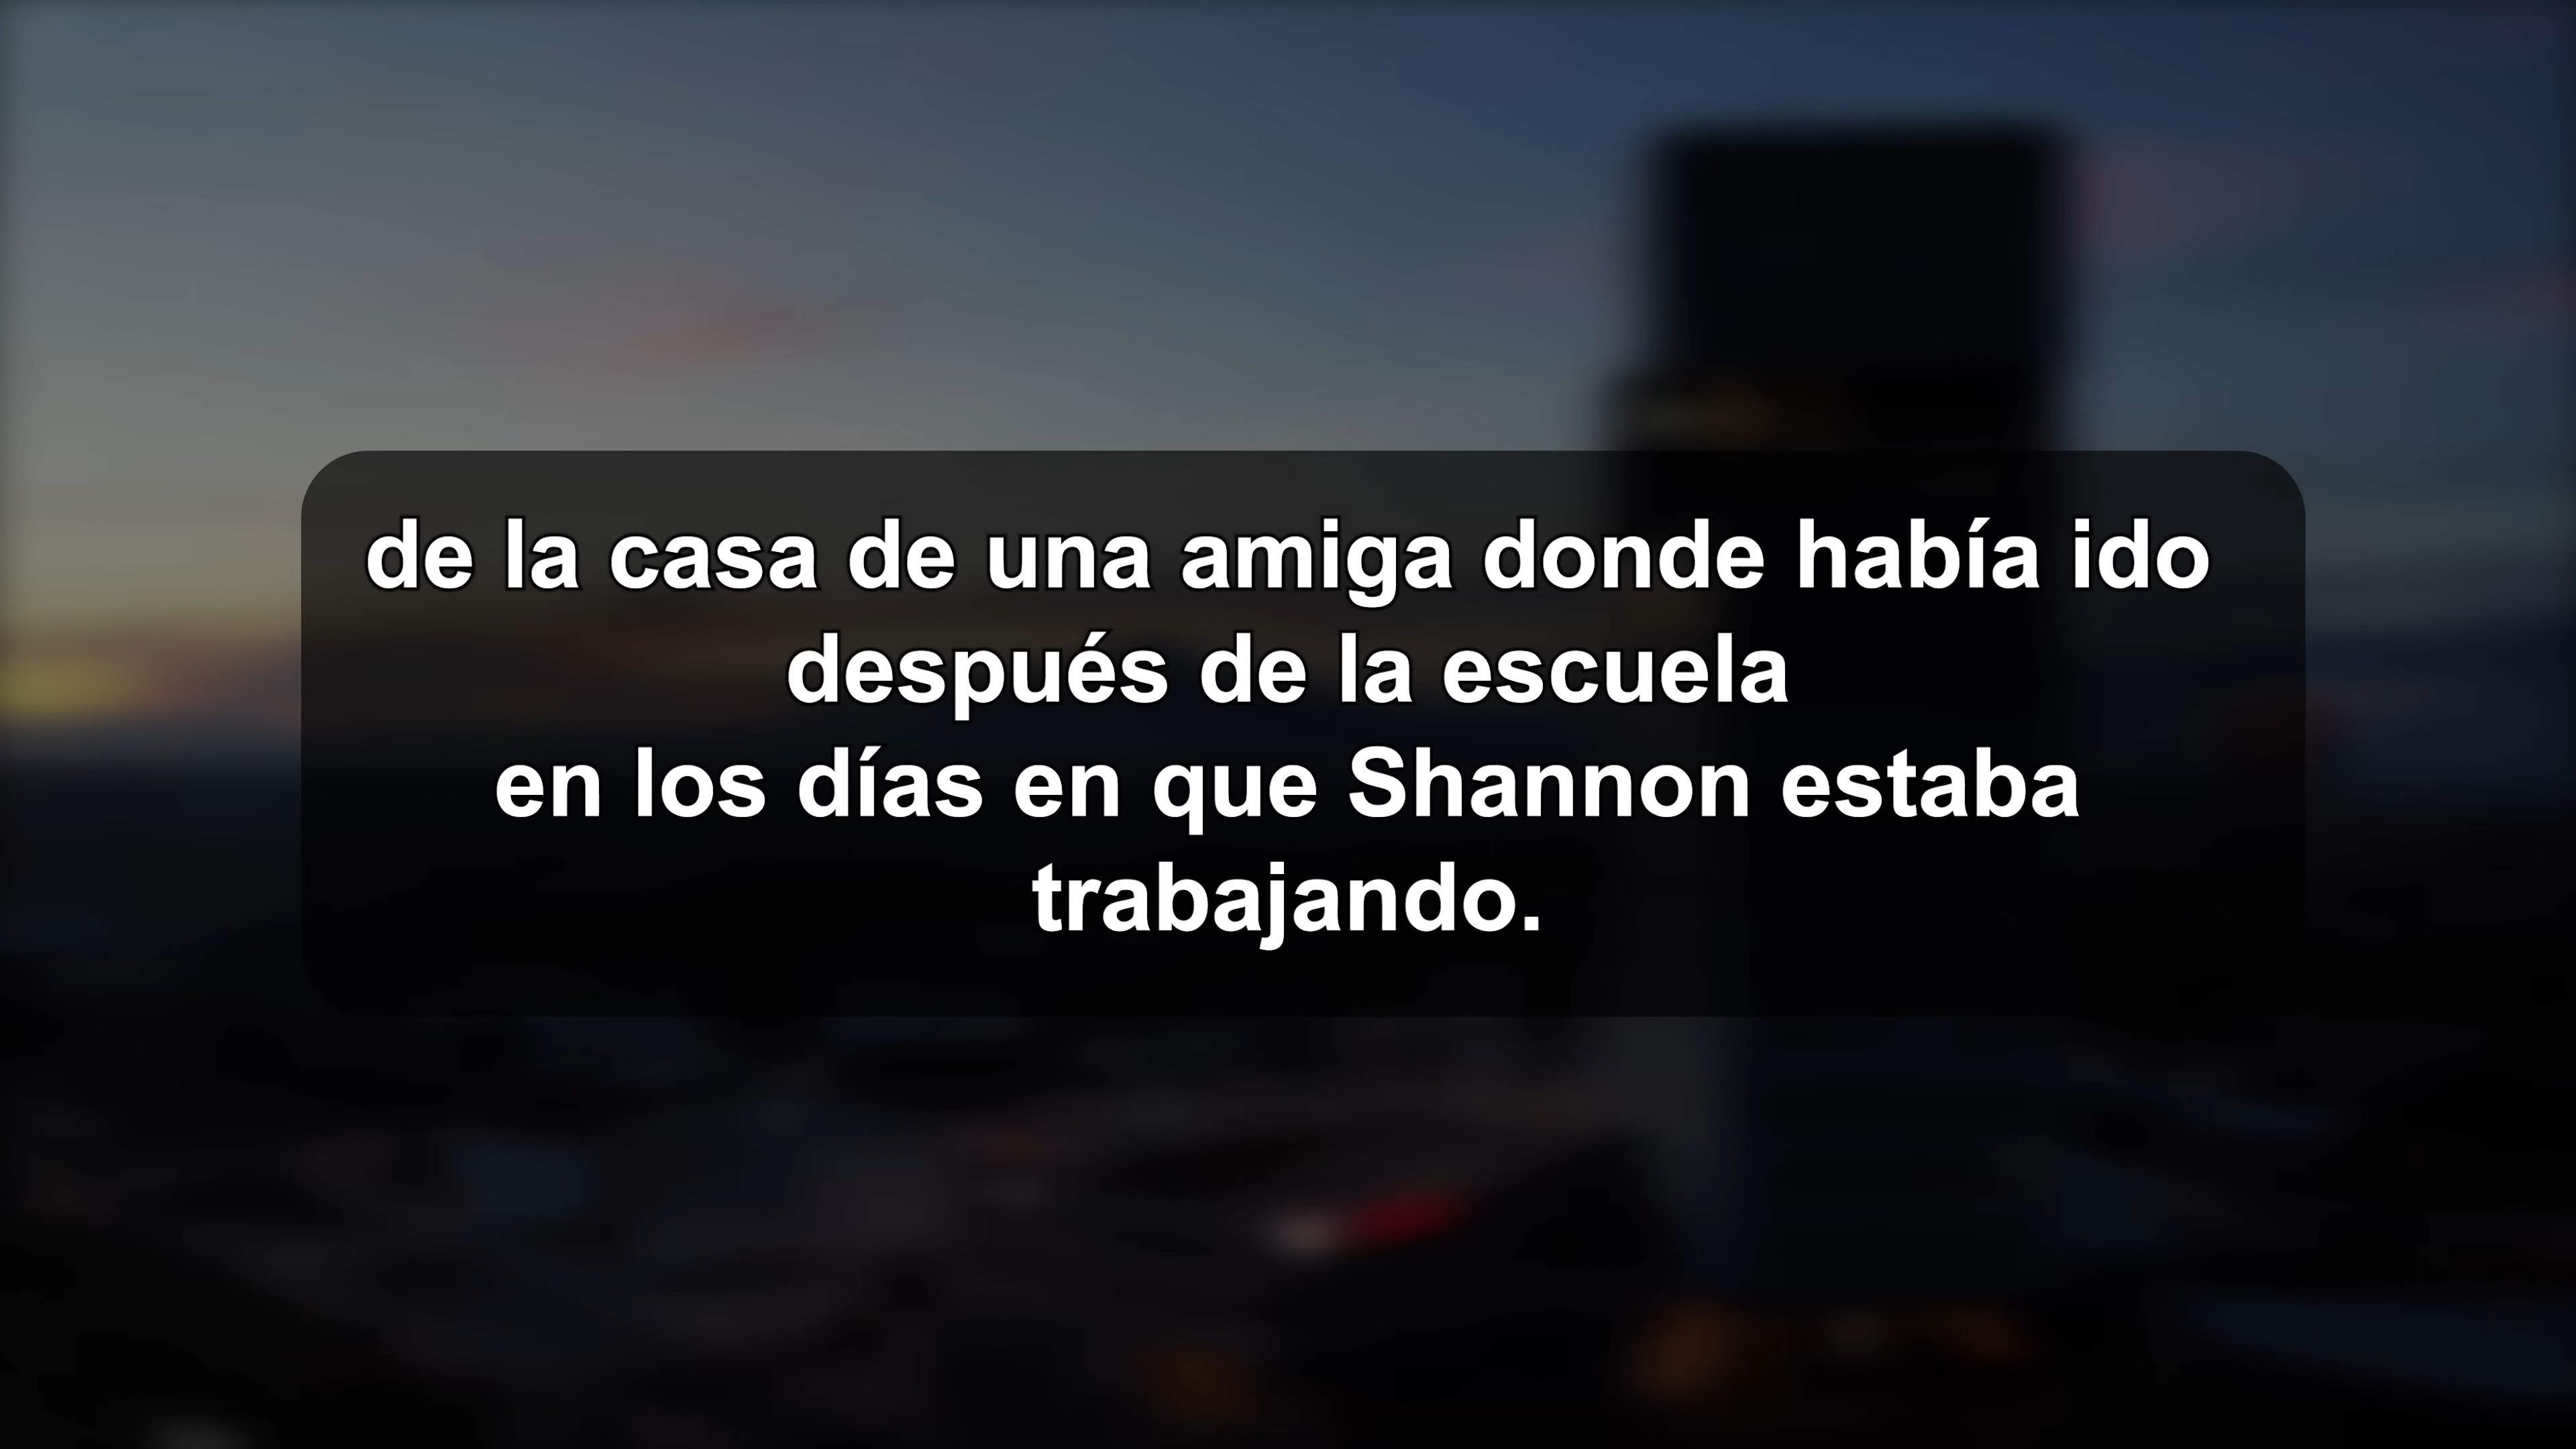 de la casa de una amiga donde había ido
después de la escuela
en los días en que Shannon estaba
trabajando.